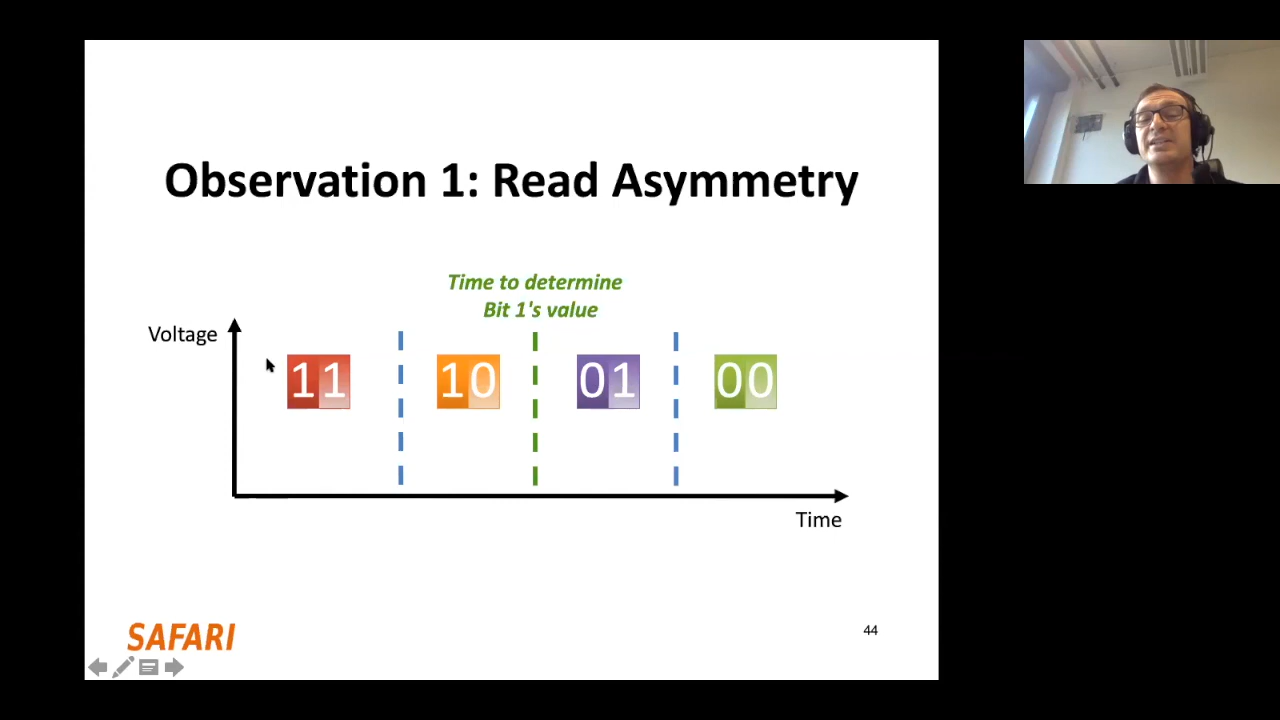 Observation 1: Read Asymmetry
Time to determine
Bit 1's value
Voltage
11
10
01
00
Time
SAFARI
44